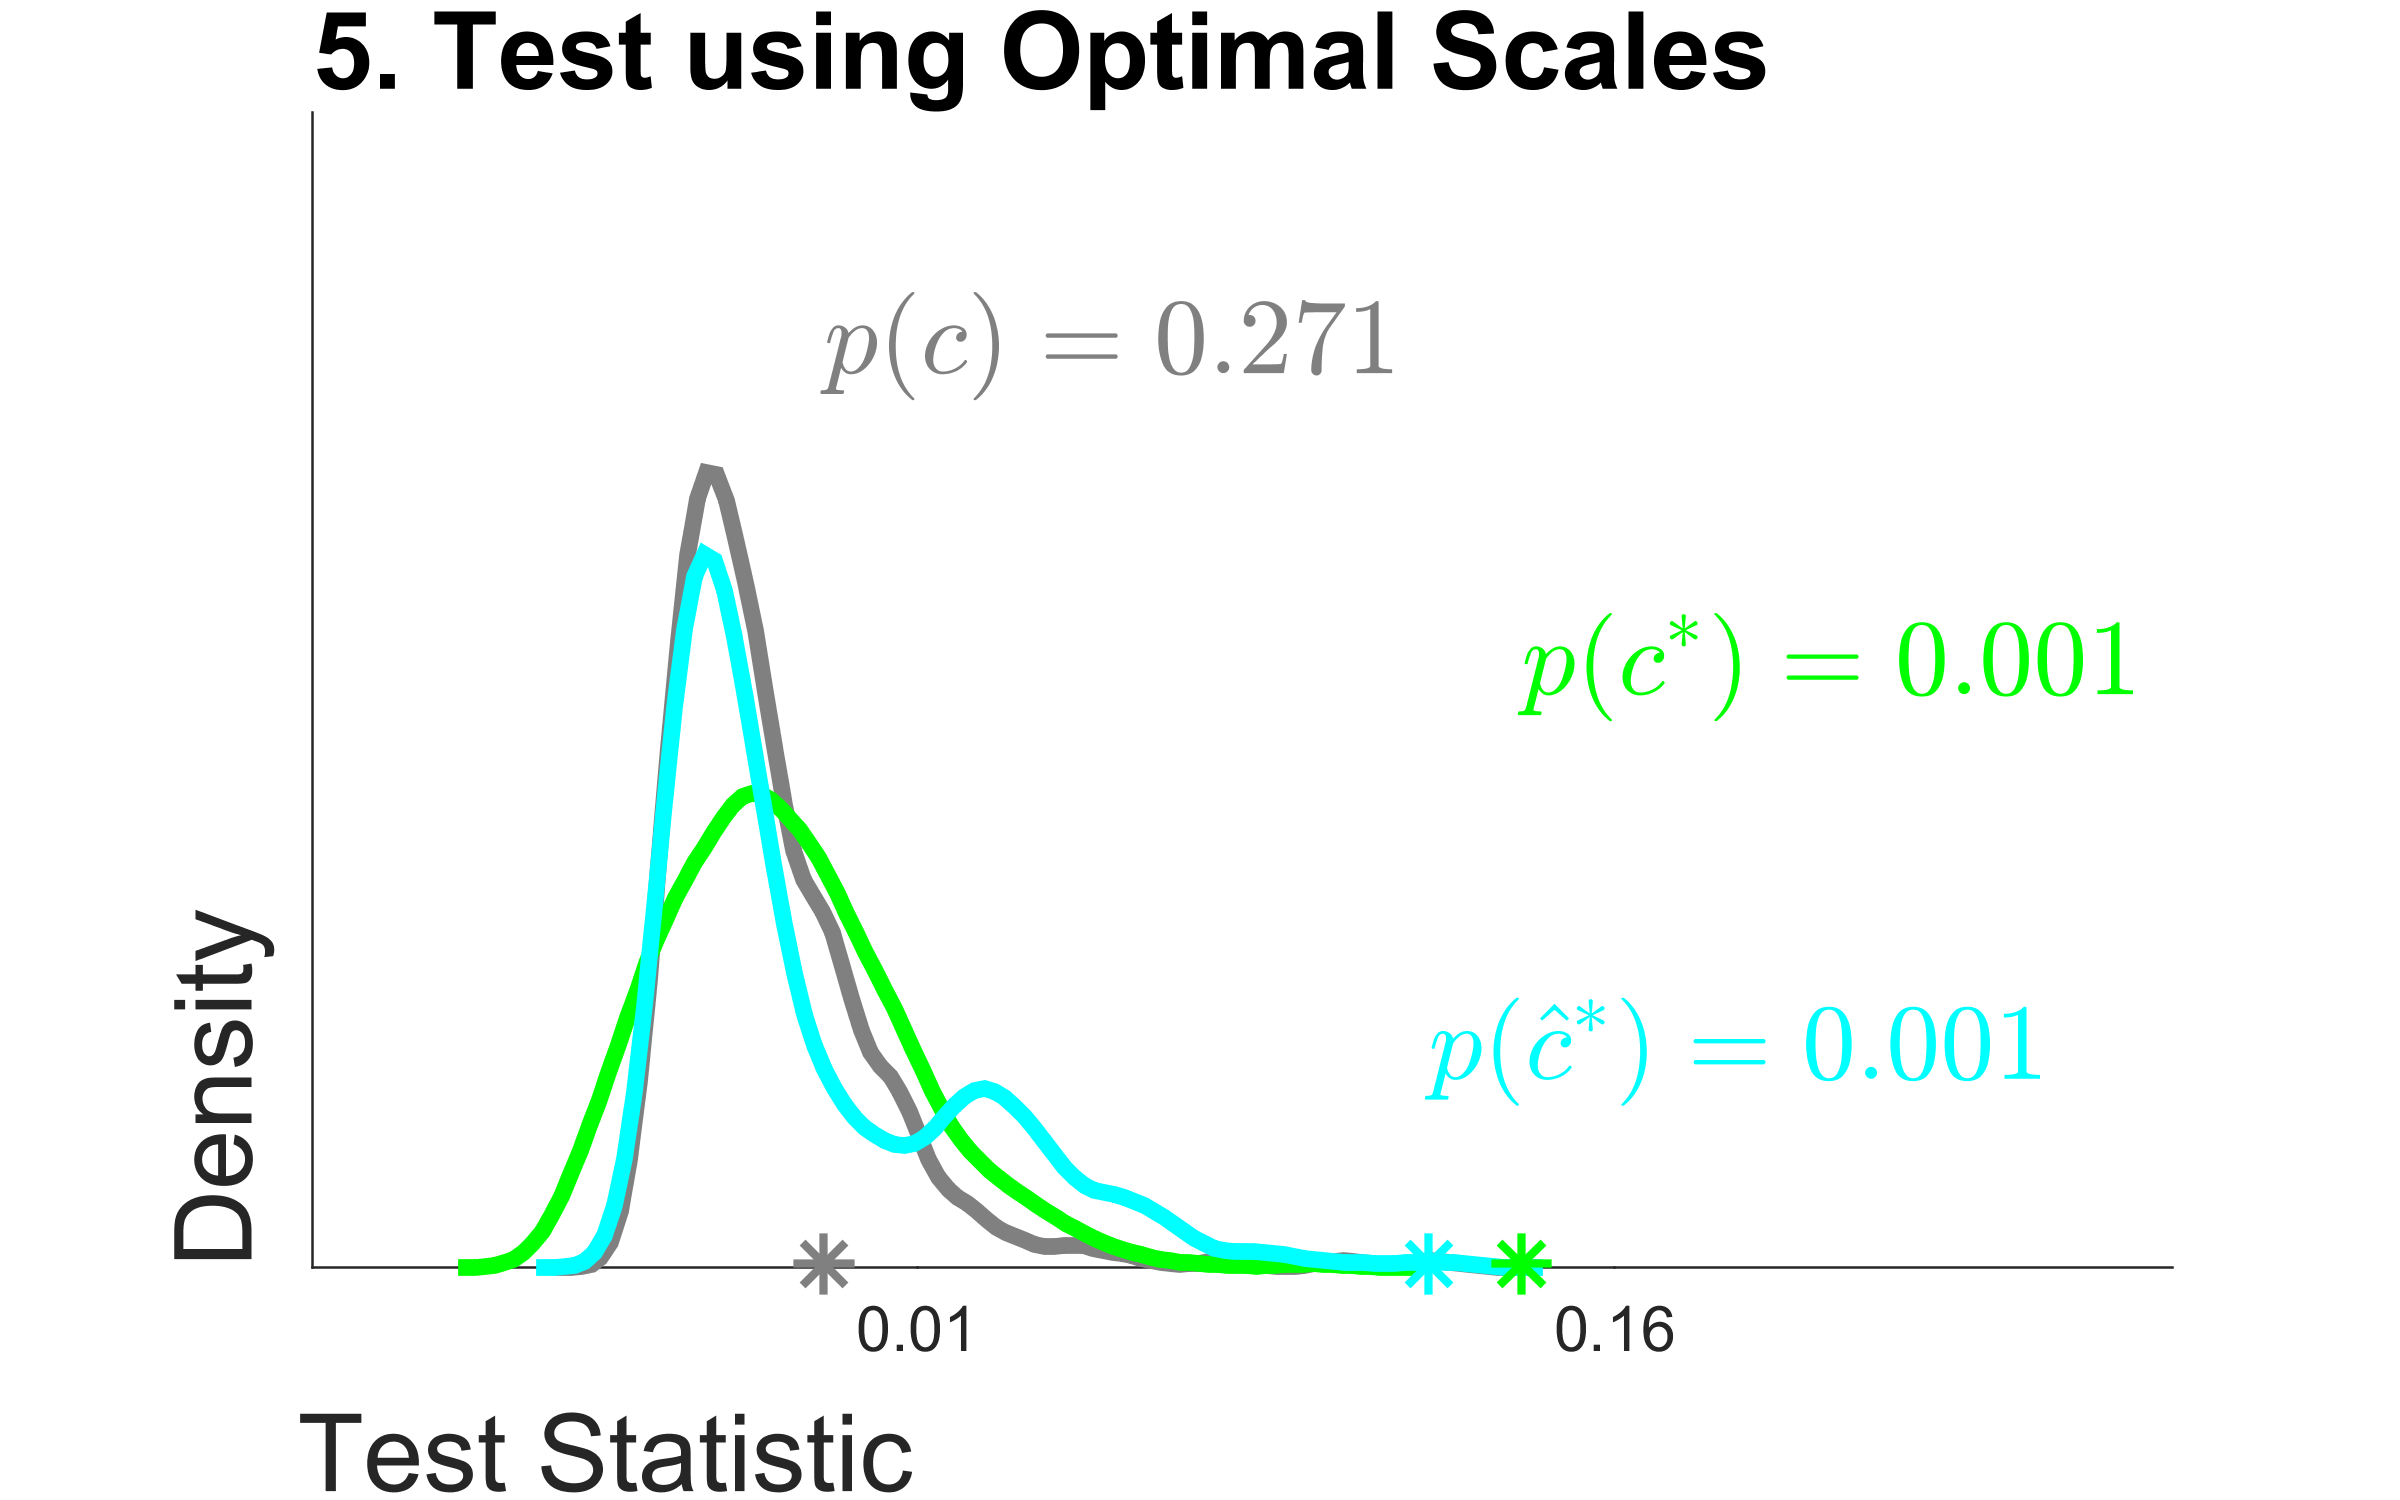 5. Test using Optimal Scales
p(c) = 0.271
p(c*) = 0.001
p(ĉ*) = 0.001
Density
0.01 0.16
Test Statistic